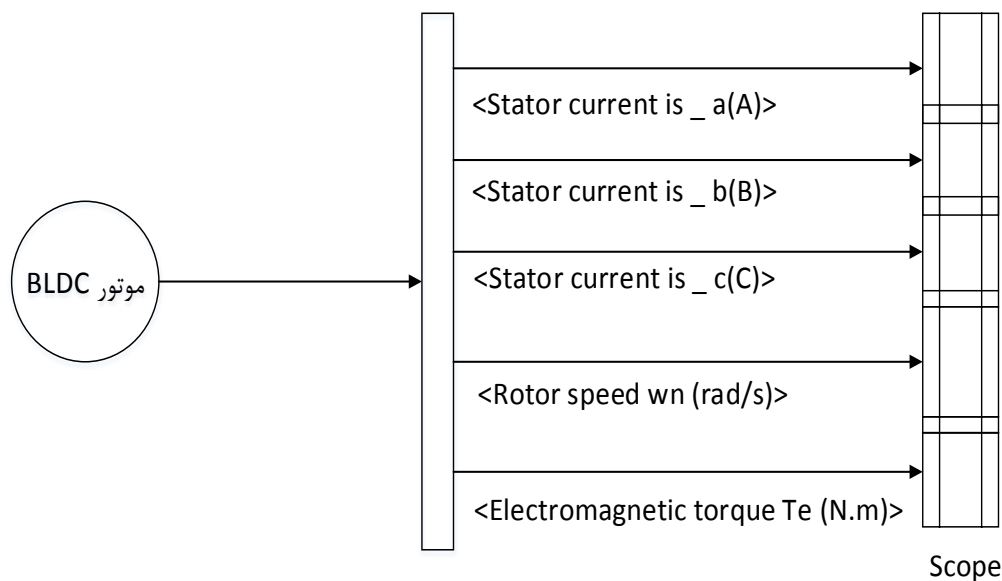 <Stator current is _ a(A)>
<Stator current is _ b(B)>
<Stator current is _ c(C)>
موتور BLDC
<Rotor speed wn (rad/s)>
<Electromagnetic torque Te (N.m)>
Scope